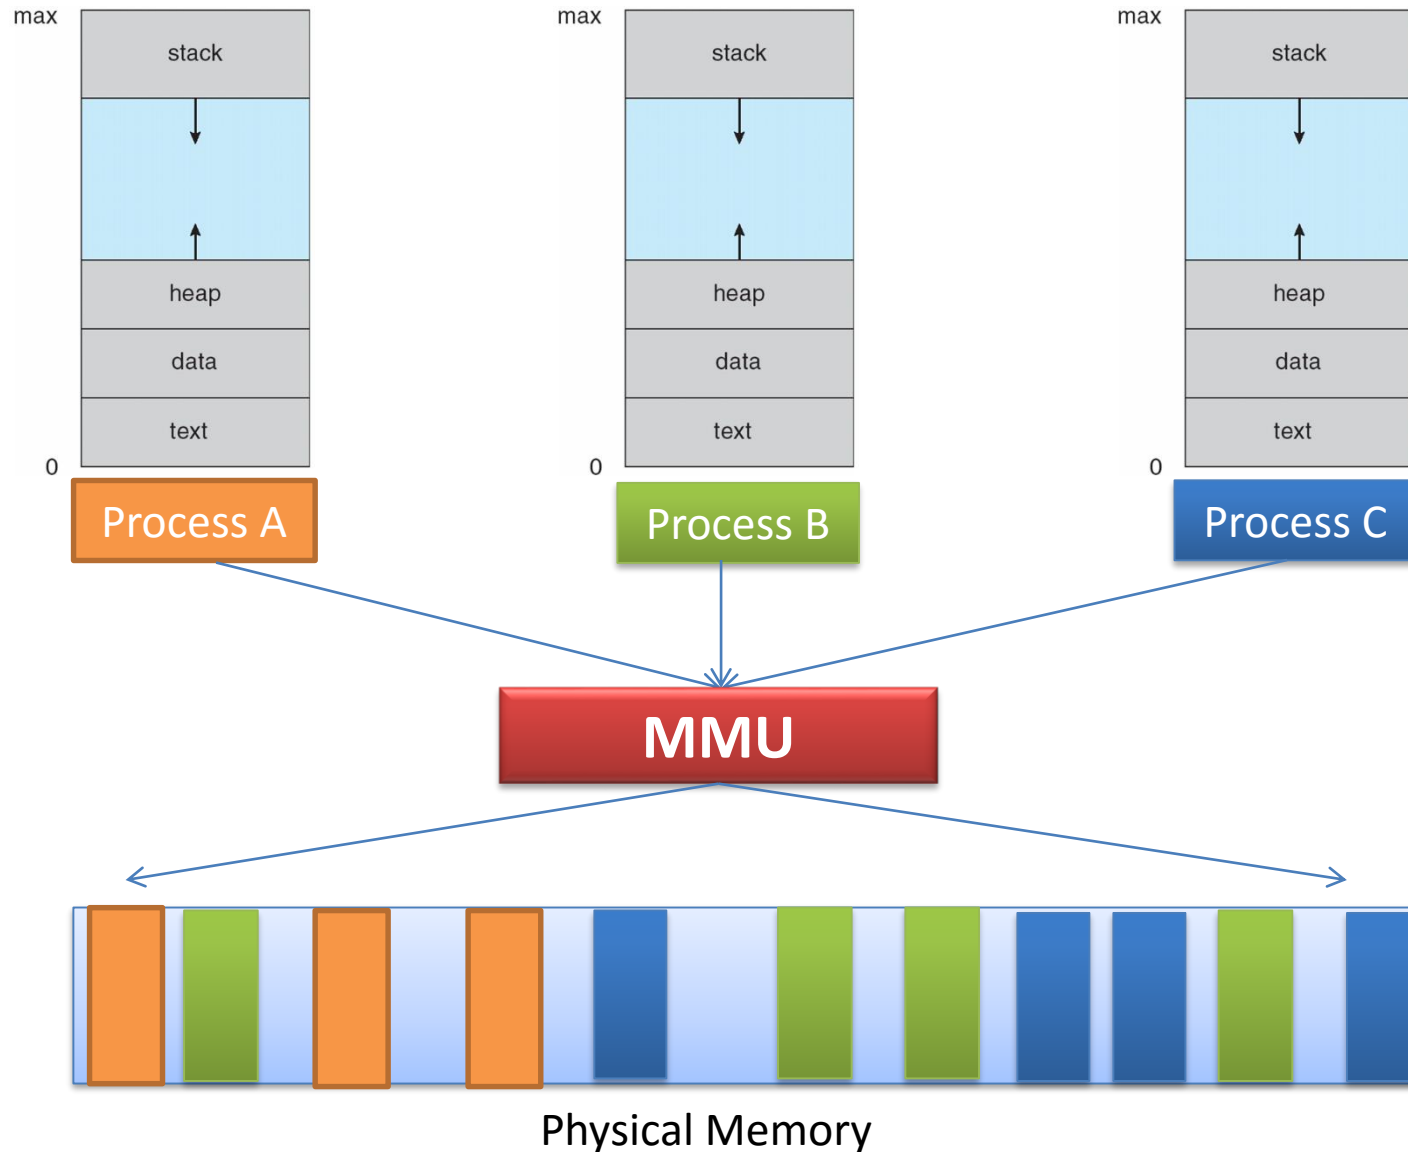 max
stack
heap
data
text
0
Process A
max
stack
heap
data
text
0
Process B
max
stack
heap
data
text
0
Process C
MMU
Physical Memory